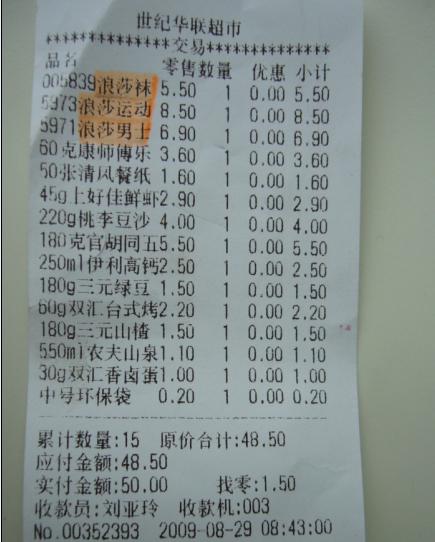 世纪华联超市
************交易****************
品名 零售数量 优惠 小计
005839浪莎袜 5.50 1 0.00 5.50
5973浪莎运动 8.50 1 0.00 8.50
5971浪莎男士 6.90 1 0.00 6.90
60克康师傅乐 3.60 1 0.00 3.60
50张清风餐纸 1.60 1 0.00 1.60
45g上好佳鲜虾2.90 1 0.00 2.90
220g桃李豆沙 4.00 1 0.00 4.00
180克官胡同五5.50 1 0.00 5.50
250ml伊利高钙2.50 1 0.00 2.50
180g三元绿豆 1.50 1 0.00 1.50
60g双汇台式烤2.20 1 0.00 2.20
180g三元山楂 1.50 1 0.00 1.50
550ml农夫山泉1.10 1 0.00 1.10
30g双汇香卤蛋1.00 1 0.00 1.00
中号环保袋 0.20 1 0.00 0.20
累计数量:15 原价合计:48.50
应付金额:48.50
实付金额:50.00 找零:1.50
收款员:刘亚玲 收款机:003
No.00352393 2009-08-29 08:43:00